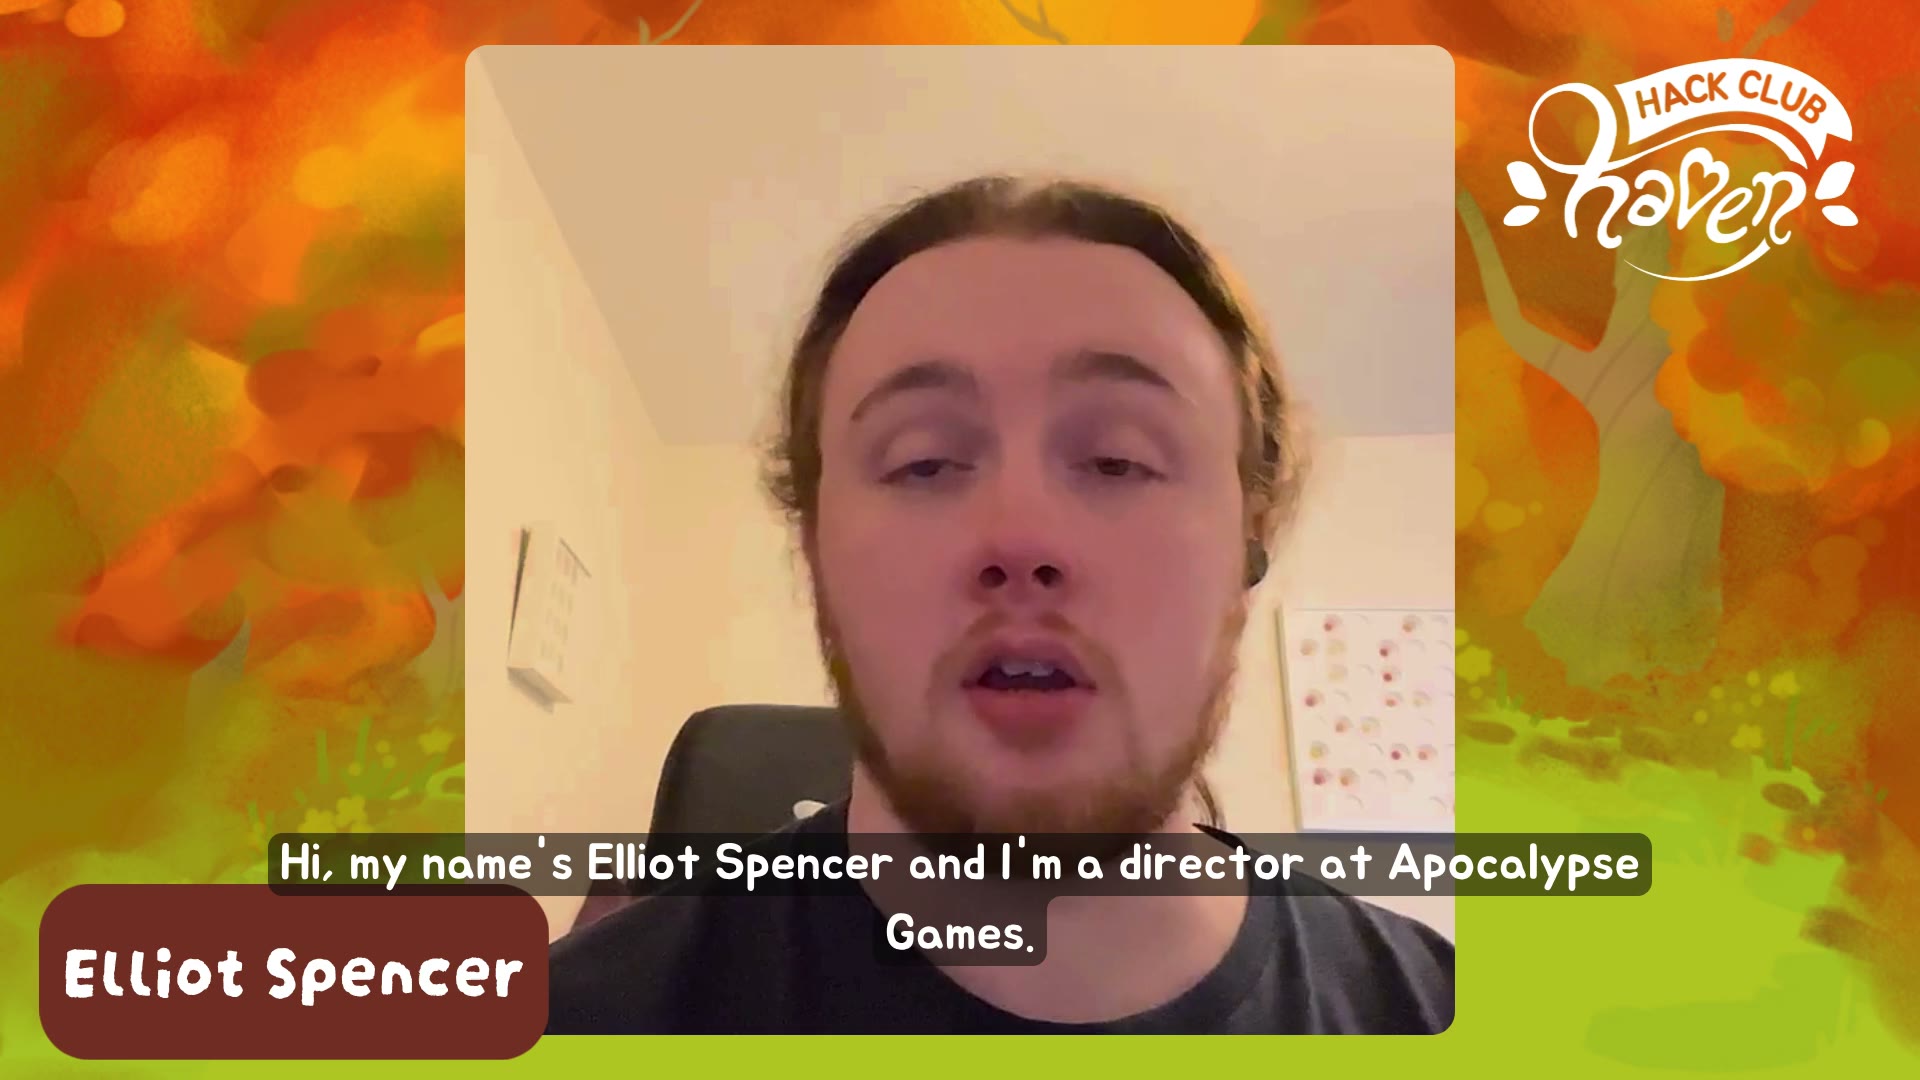 HACK CLUB
haven
Hi, my name's Elliot Spencer and I'm a director at Apocalypse
Games.
Elliot Spencer